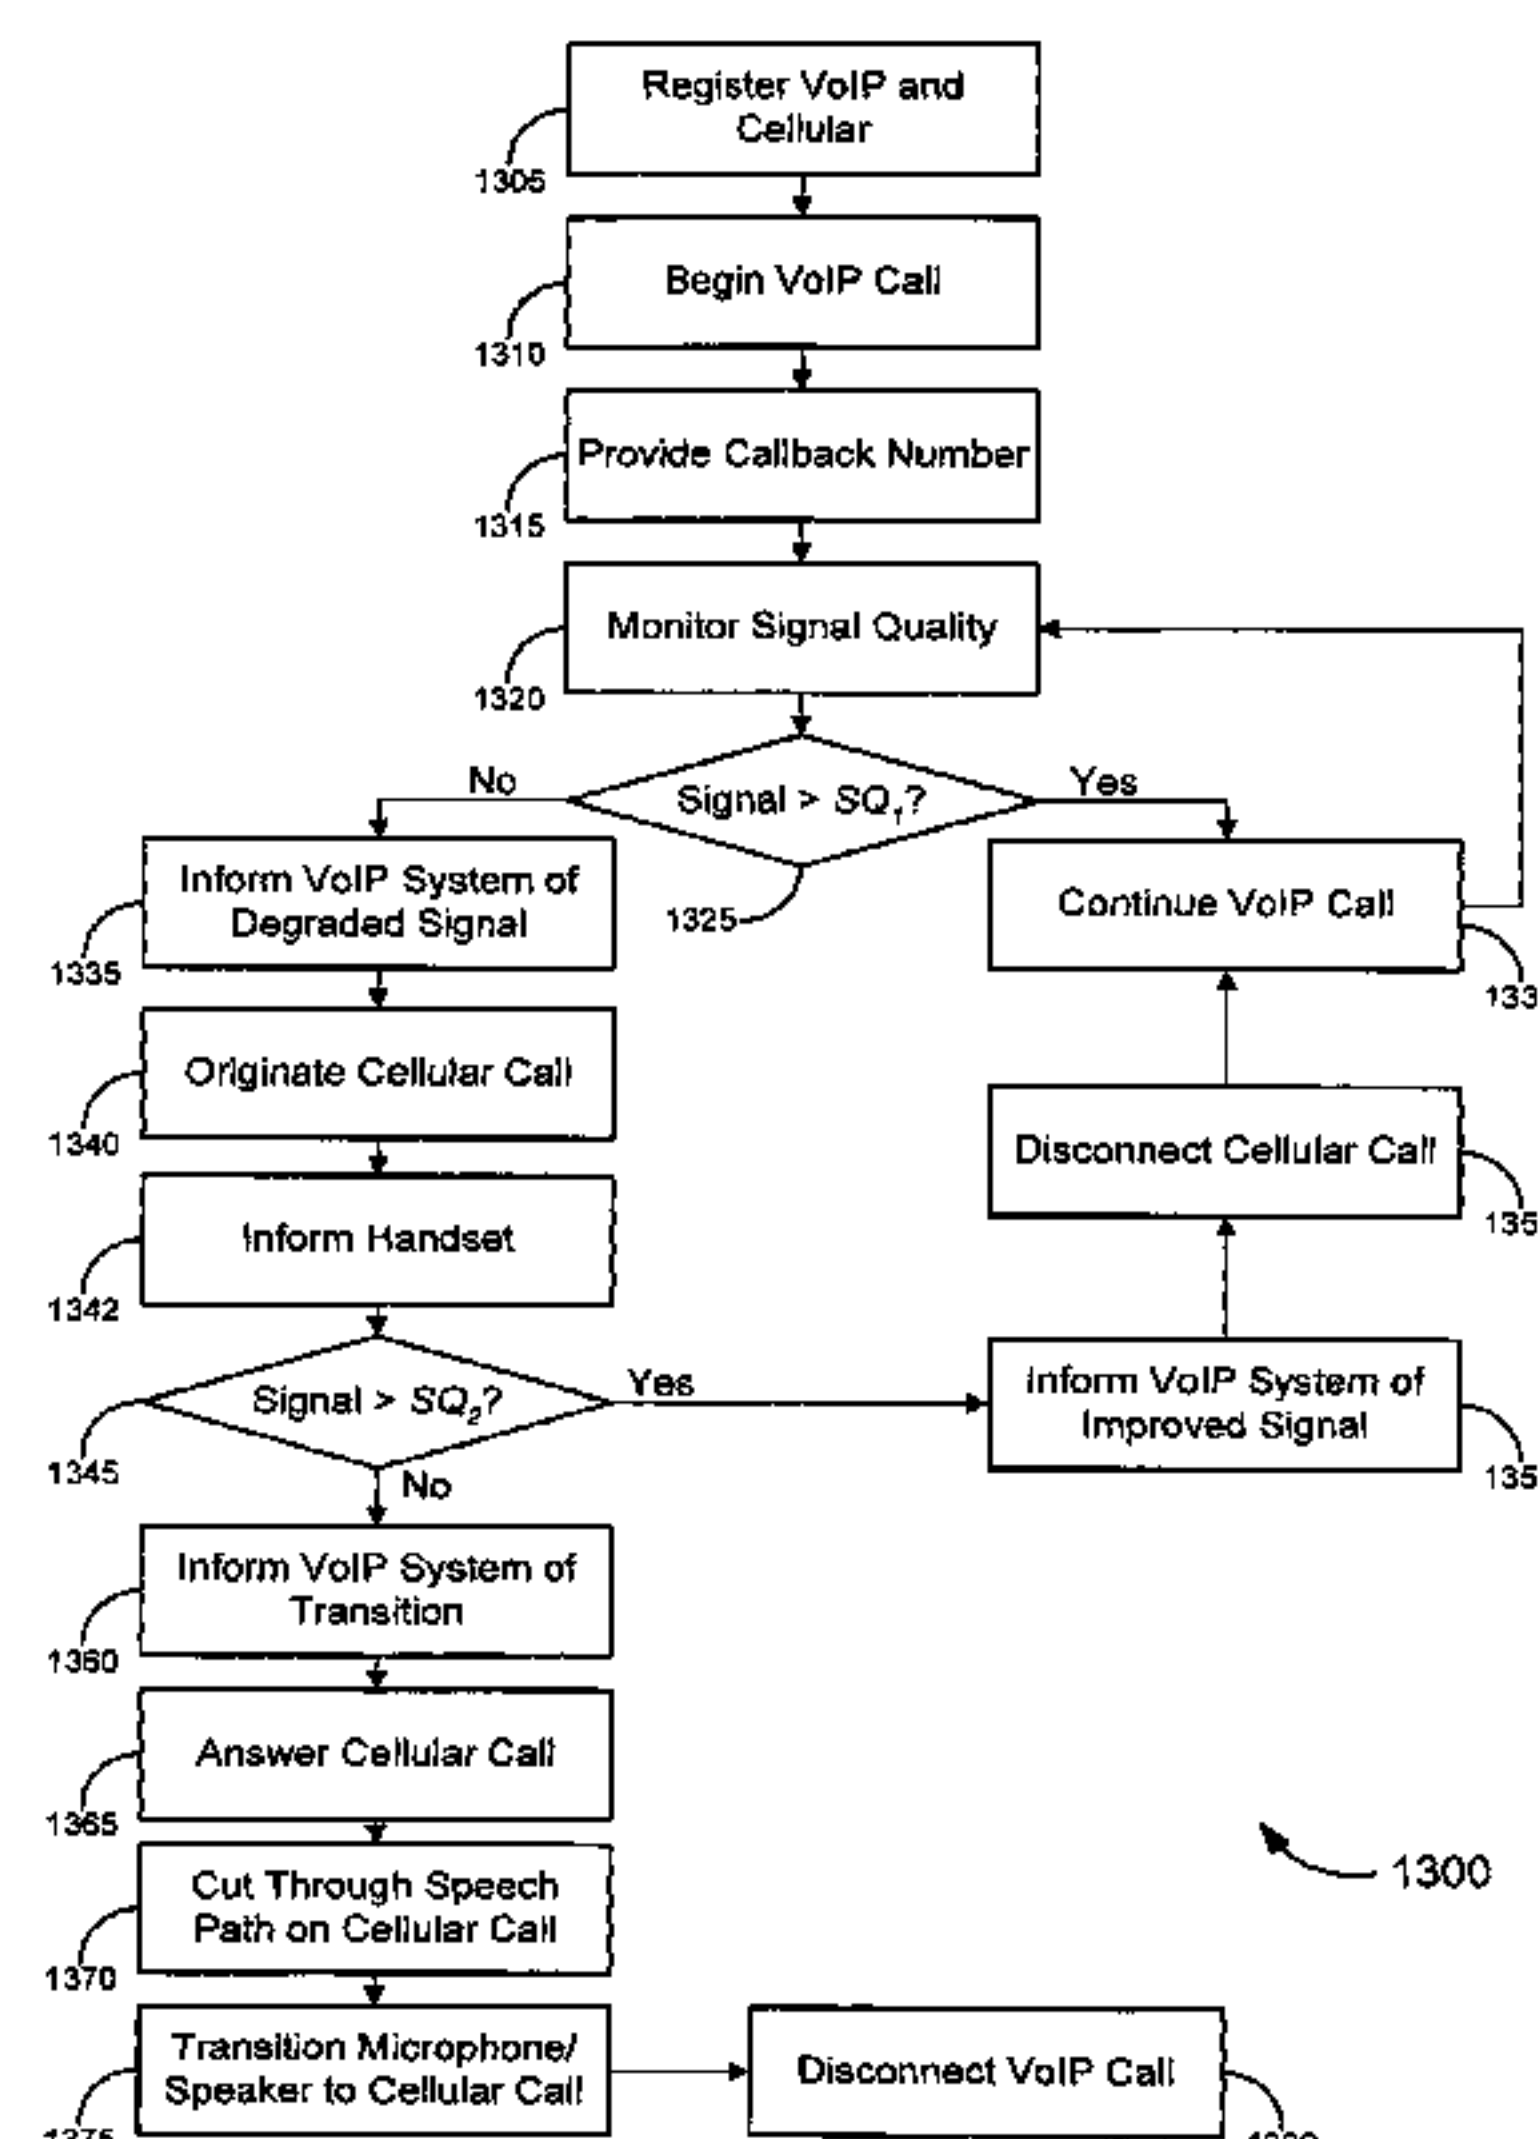 Register VoIP and
Cellular
1305
Begin VoIP Call
1310
Provide Callback Number
1315
Monitor Signal Quality
1320
No
Signal > SQ₁?
Yes
1325
Inform VoIP System of
Degraded Signal
1335
Continue VoIP Call
133
Originate Cellular Call
1340
Disconnect Cellular Call
135
Inform Handset
1342
Signal > SQ₂?
Yes
1345
No
Inform VoIP System of
Improved Signal
135
Inform VoIP System of
Transition
1360
Answer Cellular Call
1365
Cut Through Speech
Path on Cellular Call
1370
1300
Transition Microphone/
Speaker to Cellular Call
1375
Disconnect VoIP Call